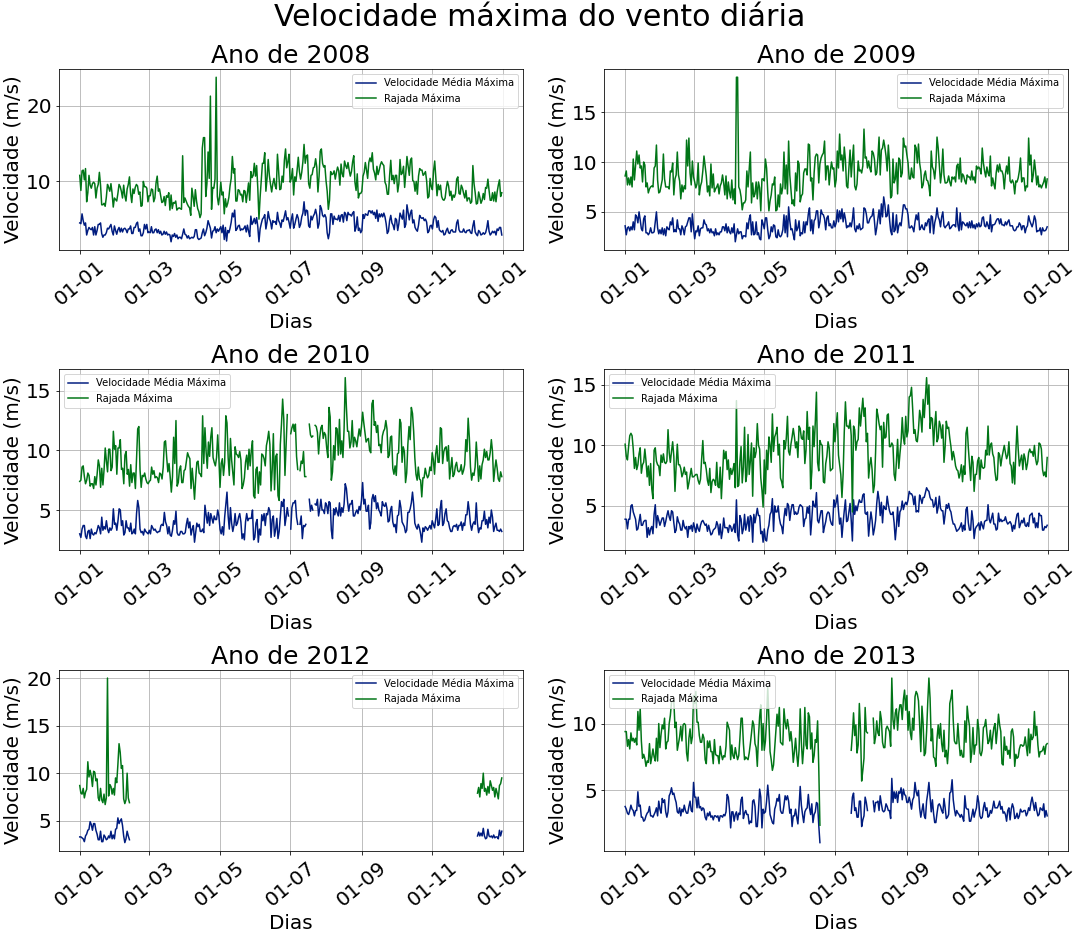 Velocidade máxima do vento diária
Ano de 2008
Velocidade (m/s)
20
10
Velocidade Média Máxima
Rajada Máxima
01-01 01-03 01-05 01-07 01-09 01-11 01-01
Dias
Ano de 2009
Velocidade (m/s)
15
10
5
Velocidade Média Máxima
Rajada Máxima
01-01 01-03 01-05 01-07 01-09 01-11 01-01
Dias
Ano de 2010
Velocidade (m/s)
15
10
5
Velocidade Média Máxima
Rajada Máxima
01-01 01-03 01-05 01-07 01-09 01-11 01-01
Dias
Ano de 2011
Velocidade (m/s)
15
10
5
Velocidade Média Máxima
Rajada Máxima
01-01 01-03 01-05 01-07 01-09 01-11 01-01
Dias
Ano de 2012
Velocidade (m/s)
20
15
10
5
Velocidade Média Máxima
Rajada Máxima
01-01 01-03 01-05 01-07 01-09 01-11 01-01
Dias
Ano de 2013
Velocidade (m/s)
10
5
Velocidade Média Máxima
Rajada Máxima
01-01 01-03 01-05 01-07 01-09 01-11 01-01
Dias